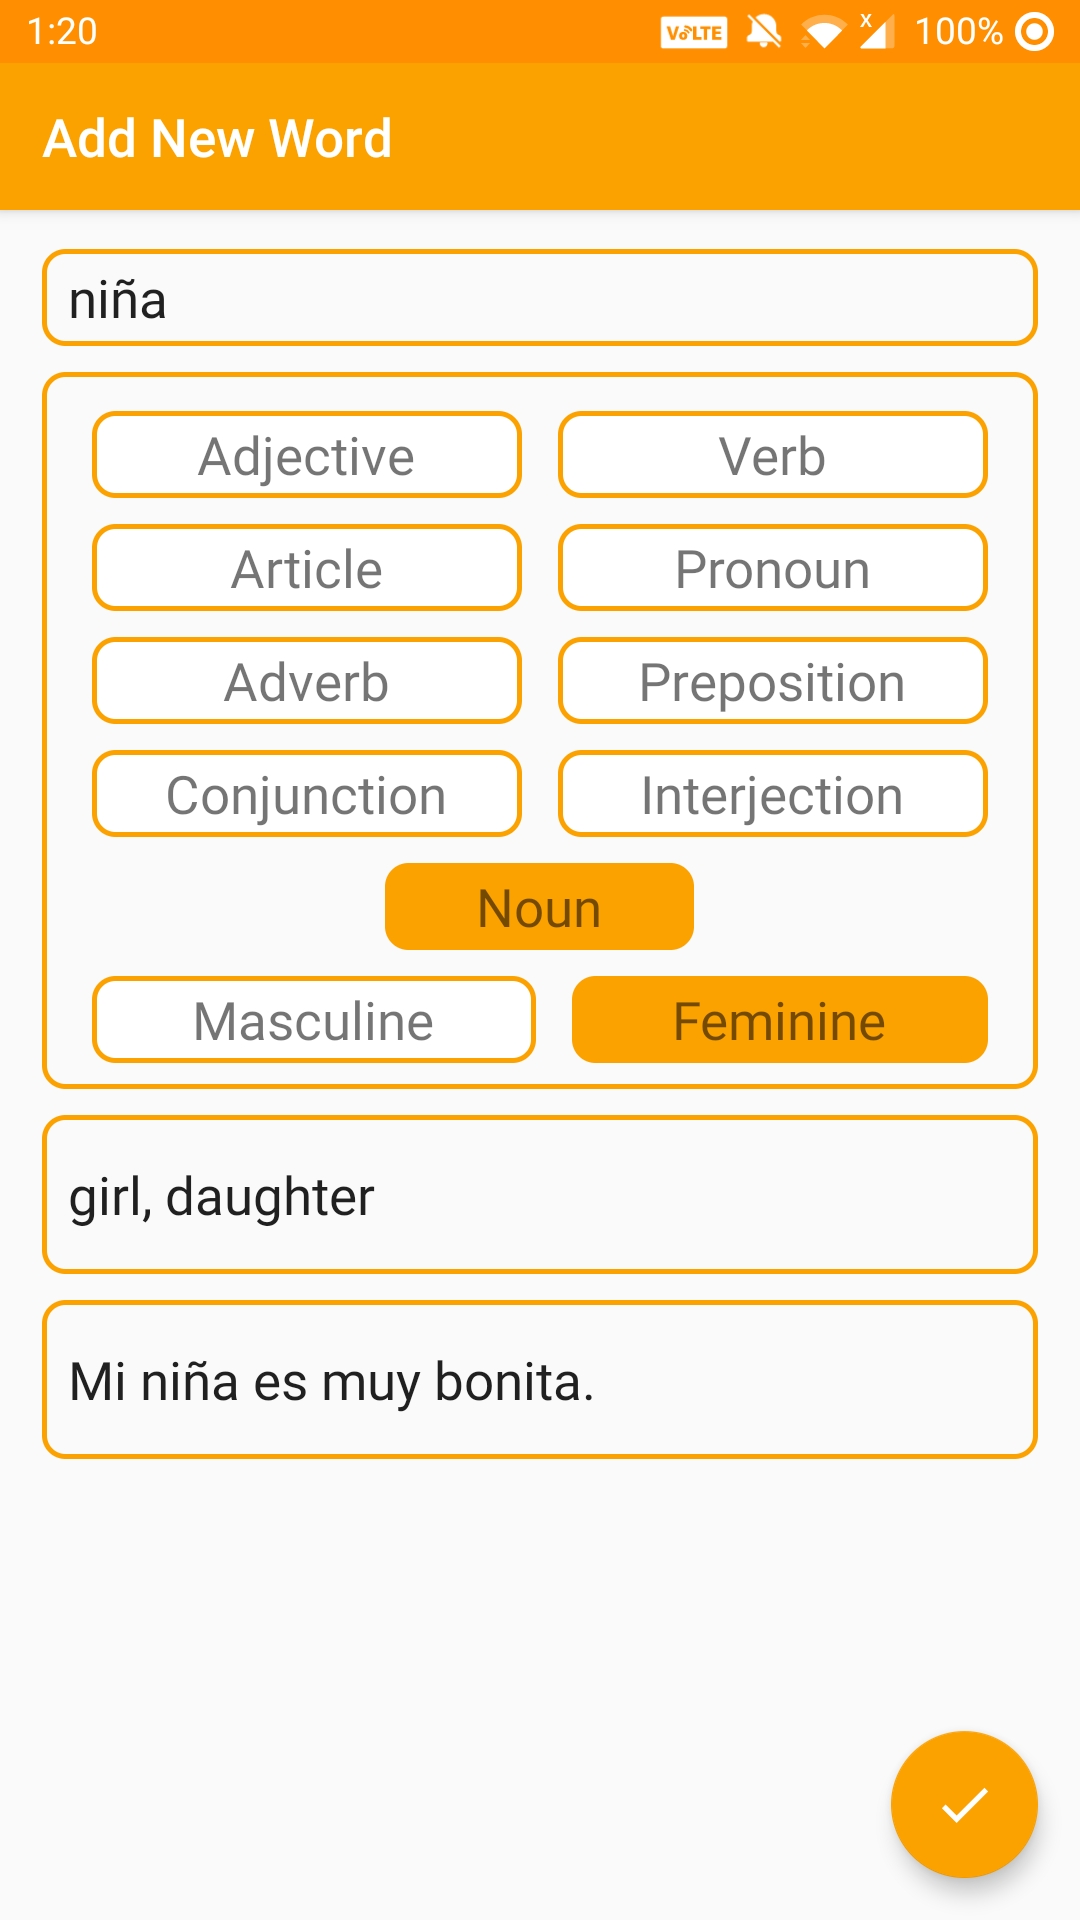 1:20 VoLTE x 100%
Add New Word
niña
Adjective Verb
Article Pronoun
Adverb Preposition
Conjunction Interjection
Noun
Masculine Feminine
girl, daughter
Mi niña es muy bonita.